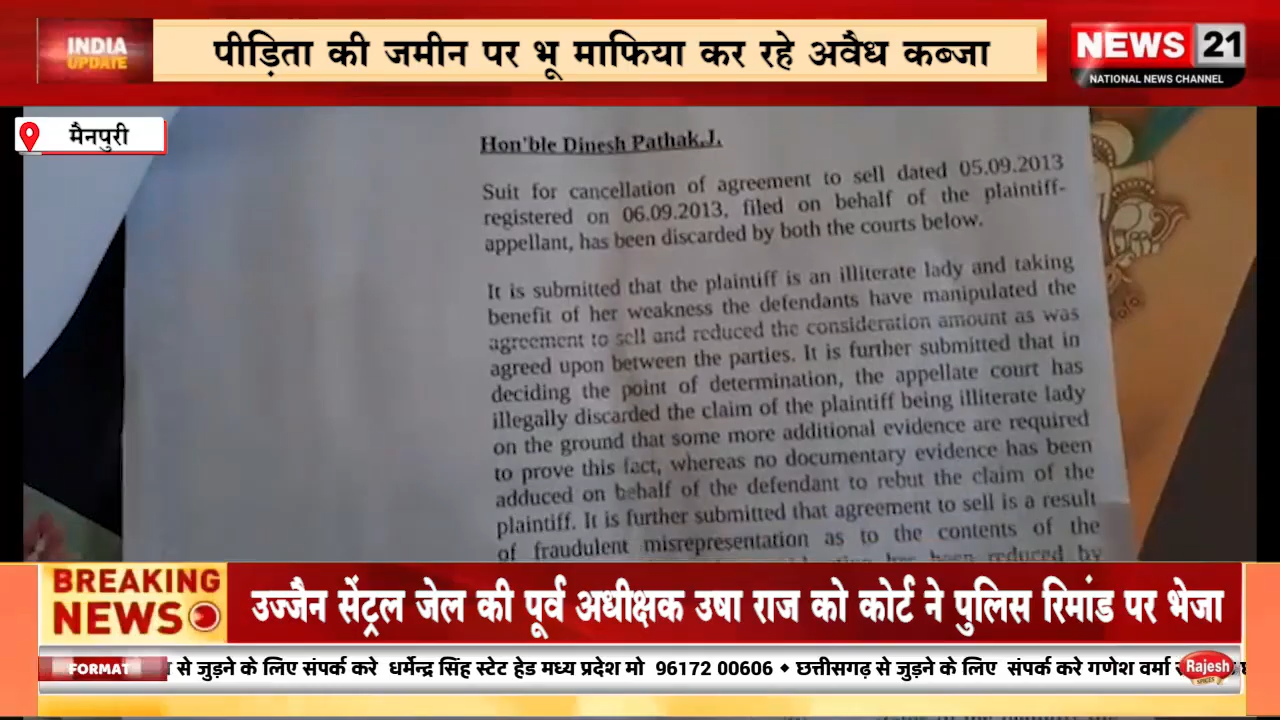 INDIA
UPDATE
पीड़िता की जमीन पर भू माफिया कर रहे अवैध कब्जा
NEWS 21
NATIONAL NEWS CHANNEL
मैनपुरी
Hon'ble Dinesh Pathak,J.
Suit for cancellation of agreement to sell dated 05.09.2013
registered on 06.09.2013, filed on behalf of the plaintiff-
appellant, has been discarded by both the courts below.
It is submitted that the plaintiff is an illiterate lady and taking
benefit of her weakness the defendants have manipulated the
agreement to sell and reduced the consideration amount as was
agreed upon between the parties. It is further submitted that in
deciding the point of determination, the appellate court has
illegally discarded the claim of the plaintiff being illiterate lady
on the ground that some more additional evidence are required
to prove this fact, whereas no documentary evidence has been
adduced on behalf of the defendant to rebut the claim of the
plaintiff. It is further submitted that agreement to sell is a result
of fraudulent misrepresentation as to the contents of the
has been reduced by
BREAKING
NEWS
उज्जैन सेंट्रल जेल की पूर्व अधीक्षक उषा राज को कोर्ट ने पुलिस रिमांड पर भेजा
FORMAT
से जुड़ने के लिए संपर्क करे धर्मेन्द्र सिंह स्टेट हेड मध्य प्रदेश मो 96172 00606 ♦ छत्तीसगढ़ से जुड़ने के लिए संपर्क करे गणेश वर्मा
Rajesh
SPICES